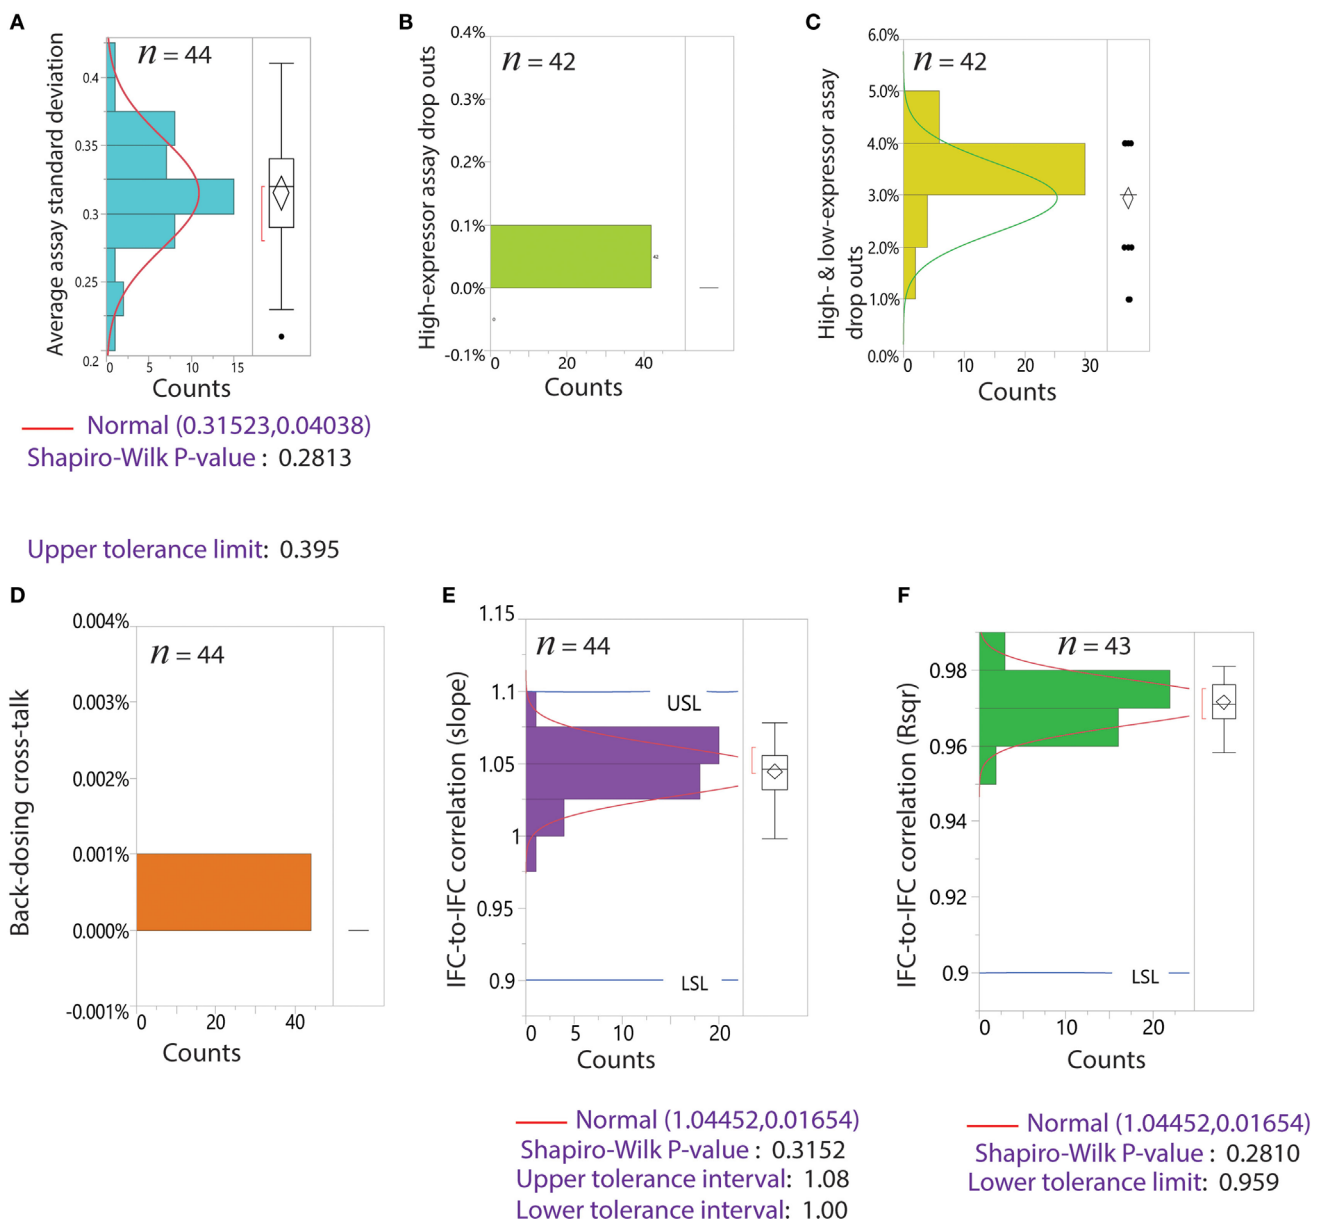 A
B
C
Average assay standard deviation
n = 44
0.4
0.35
0.3
0.25
0.2
0 5 10 15
Counts
Normal (0.31523,0.04038)
Shapiro-Wilk P-value : 0.2813
Upper tolerance limit: 0.395
High-expressor assay drop outs
n = 42
0.4%
0.3%
0.2%
0.1%
0.0%
-0.1%
42
0
0 20 40
Counts
High- & low-expressor assay
drop outs
n = 42
6.0%
5.0%
4.0%
3.0%
2.0%
1.0%
0.0%
0 10 20 30
Counts
D
E
F
Back-dosing cross-talk
n = 44
0.004%
0.003%
0.002%
0.001%
0.000%
-0.001%
0 20 40
Counts
IFC-to-IFC correlation (slope)
n = 44
1.15
1.1
1.05
1
0.95
0.9
USL
LSL
0 5 10 20
Counts
Normal (1.04452,0.01654)
Shapiro-Wilk P-value : 0.3152
Upper tolerance interval: 1.08
Lower tolerance interval: 1.00
IFC-to-IFC correlation (Rsqr)
n = 43
0.98
0.96
0.94
0.92
0.9
LSL
0 10 20
Counts
Normal (1.04452,0.01654)
Shapiro-Wilk P-value : 0.2810
Lower tolerance limit: 0.959